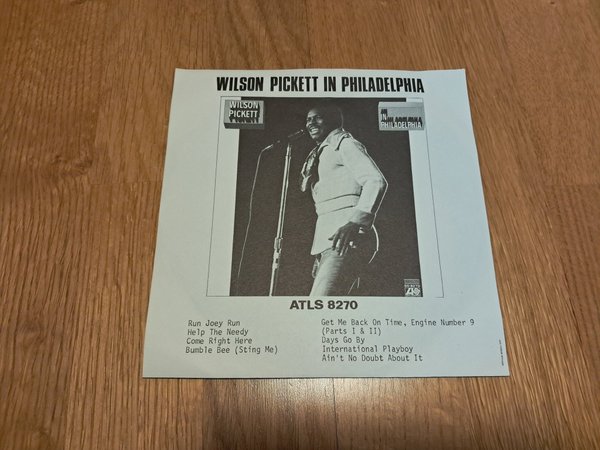 WILSON PICKETT IN PHILADELPHIA
WILSON
PICKETT
IN
PHILADELPHIA
ATLS 8270
Run Joey Run
Help The Needy
Come Right Here
Bumble Bee (Sting Me)
Get Me Back On Time, Engine Number 9
(Parts I & II)
Days Go By
International Playboy
Ain't No Doubt About It